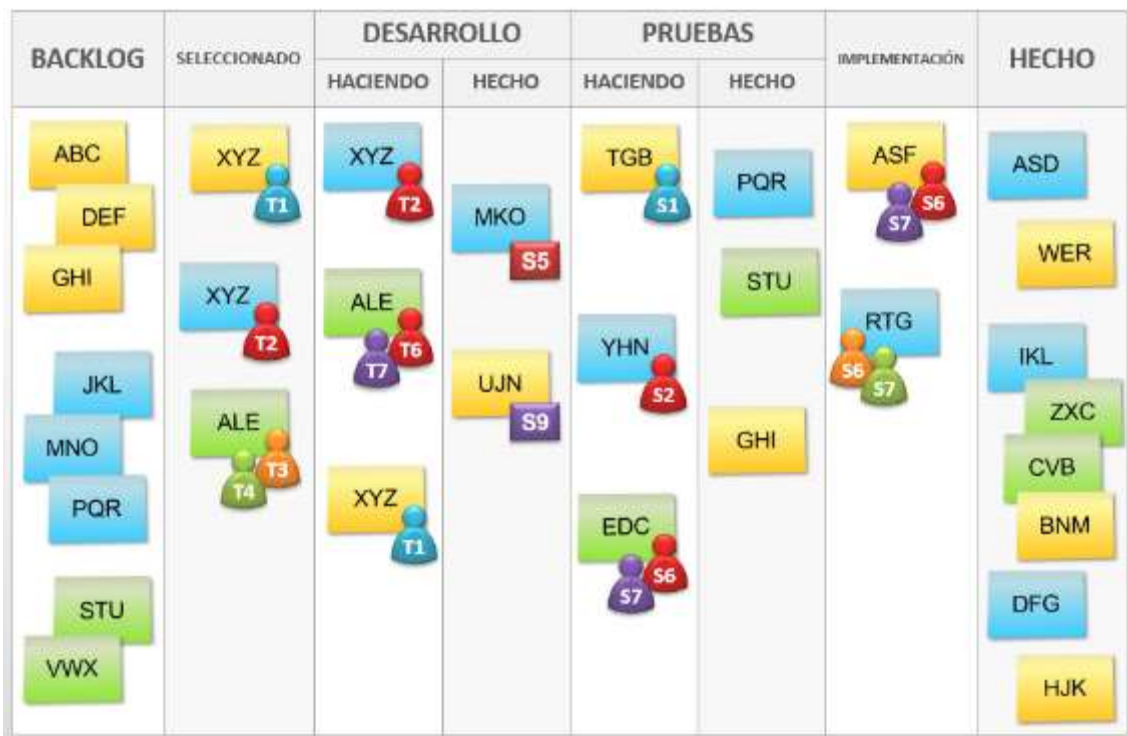 BACKLOG
SELECCIONADO
DESARROLLO
HACIENDO
HECHO
PRUEBAS
HACIENDO
HECHO
IMPLEMENTACIÓN
HECHO
ABC
DEF
GHI
JKL
MNO
PQR
STU
VWX
XYZ
T1
XYZ
T2
ALE
T3
T4
XYZ
T2
ALE
T6
T7
XYZ
T1
MKO
S5
UJN
S9
TGB
S1
YHN
S2
EDC
S6
S7
PQR
STU
GHI
ASF
S6
S7
RTG
S6
S7
ASD
WER
IKL
ZXC
CVB
BNM
DFG
HJK